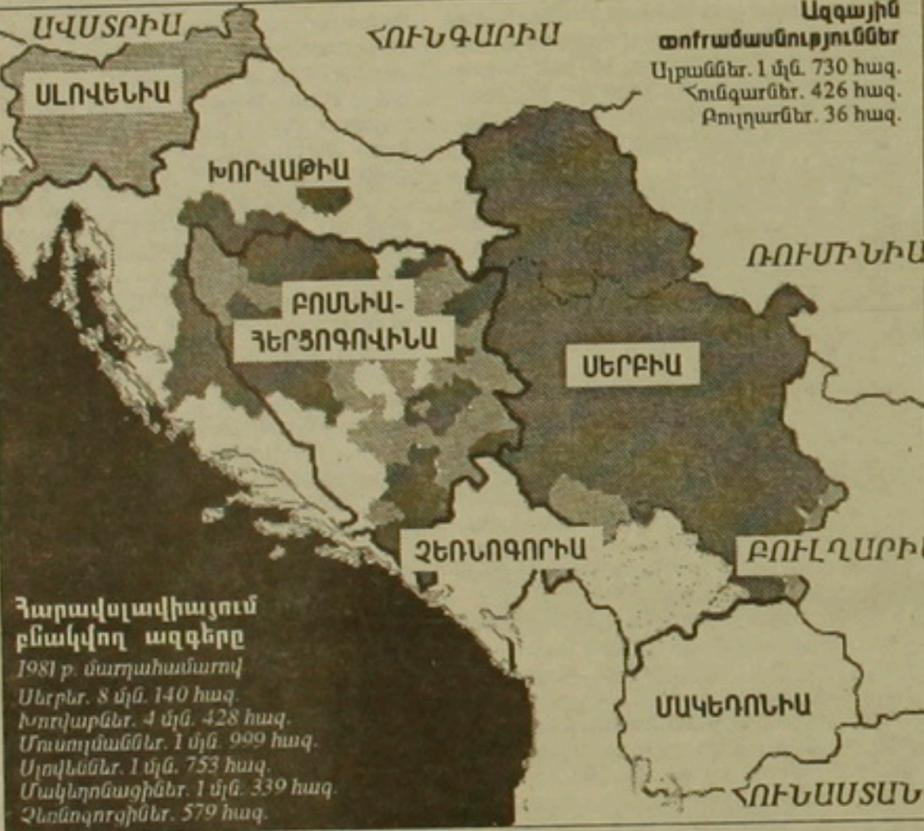 ԱՎՍՏՐԻԱ
ՀՈՒՆԳԱՐԻԱ
Ազգային
փոքրամասնություններ
Ալբաններ. 1 մլն. 730 հազ.
Հունգարներ. 426 հազ.
Բուլղարներ. 36 հազ.
ՍԼՈՎԵՆԻԱ
ԽՈՐՎԱԹԻԱ
ՌՈՒՄԻՆԻԱ
ԲՈՍՆԻԱ-
ՀԵՐՑՈԳՈՎԻՆԱ
ՍԵՐԲԻԱ
ՉԵՌՆՈԳՈՐԻԱ
ԲՈՒԼՂԱՐԻ
ՄԱԿԵԴՈՆԻԱ
ՀՈՒՆԱՍՏԱՆ
Հարավսլավիայում
բնակվող ազգերը
1981 թ. մարդահամարով
Սերբեր. 8 մլն. 140 հազ.
Խորվաթներ. 4 մլն. 428 հազ.
Մուսուլմաններ. 1 մլն. 999 հազ.
Սլովենններ. 1 մլն. 753 հազ.
Մակեդոնացիներ. 1 մլն. 339 հազ.
Չեռնոգորցիներ. 579 հազ.